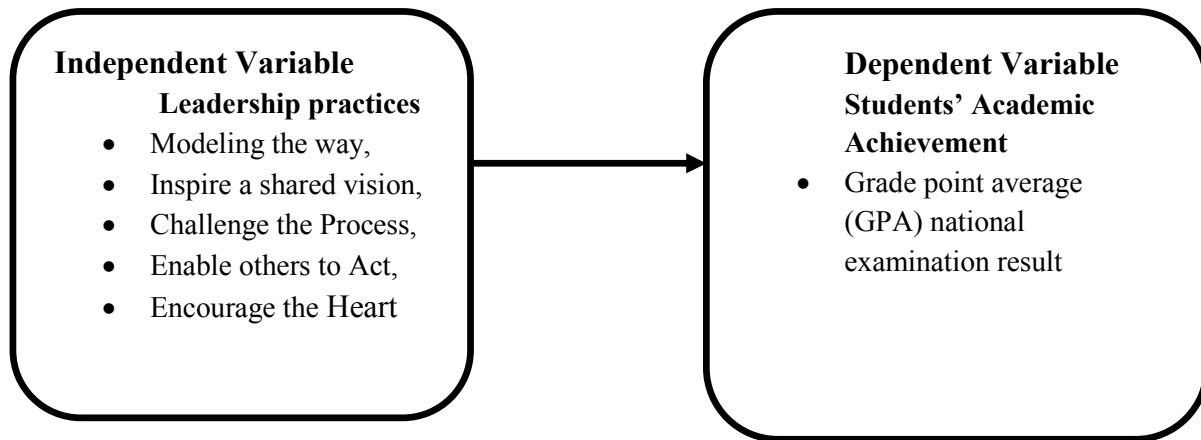 Independent Variable
Leadership practices
• Modeling the way,
• Inspire a shared vision,
• Challenge the Process,
• Enable others to Act,
• Encourage the Heart
Dependent Variable
Students’ Academic
Achievement
• Grade point average
(GPA) national
examination result